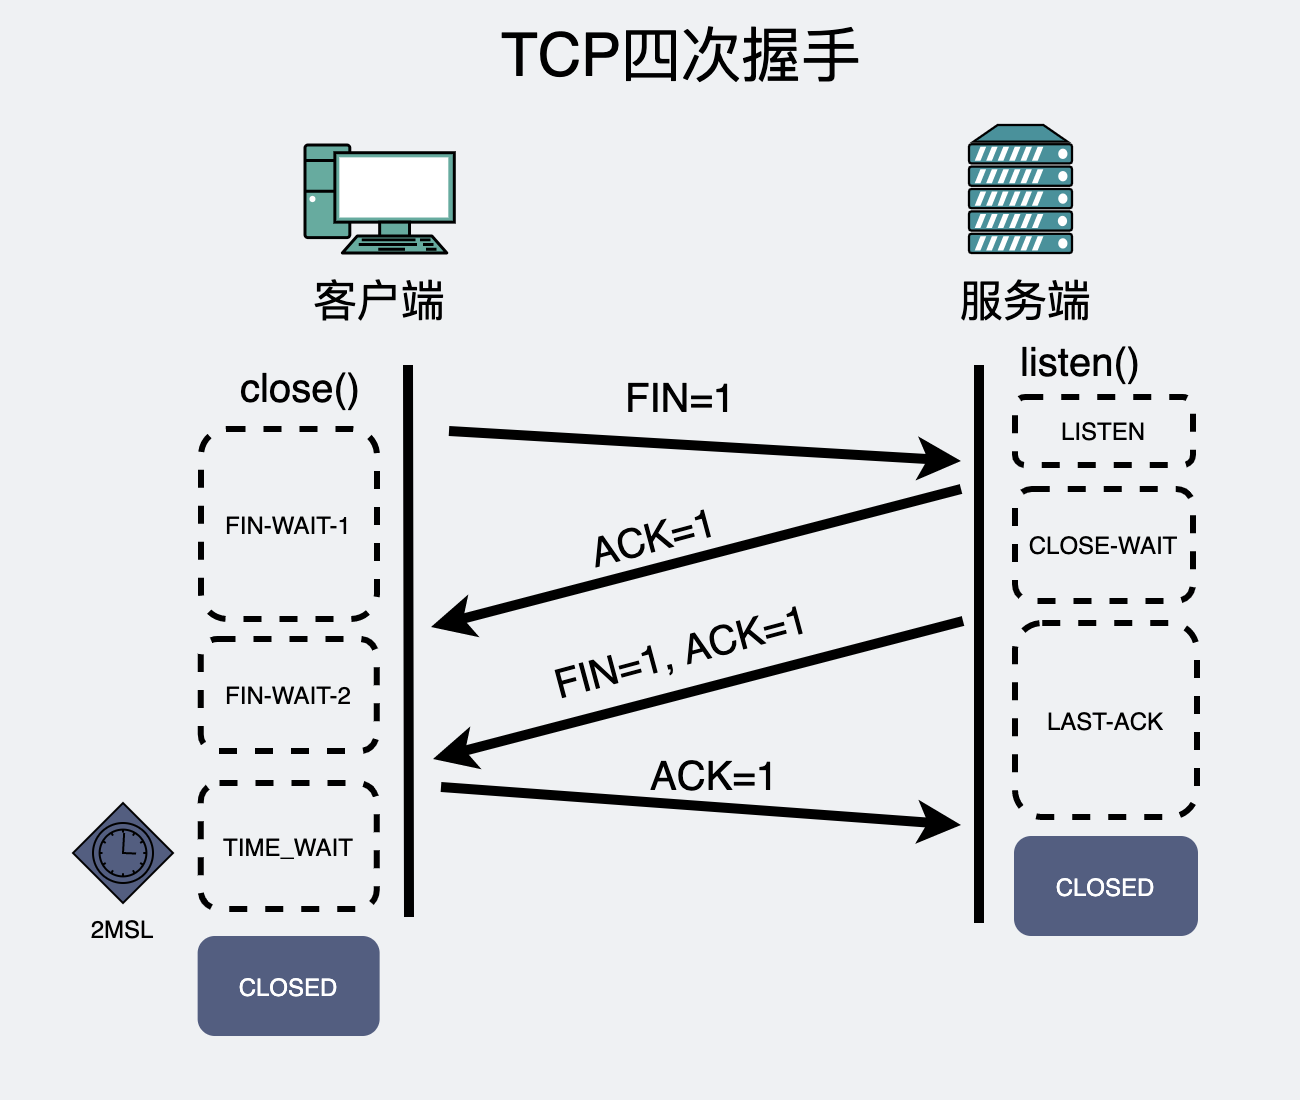 TCP四次握手
客户端
服务端
close()
listen()
FIN=1
LISTEN
FIN-WAIT-1
ACK=1
CLOSE-WAIT
FIN=1, ACK=1
FIN-WAIT-2
LAST-ACK
ACK=1
TIME_WAIT
2MSL
CLOSED
CLOSED